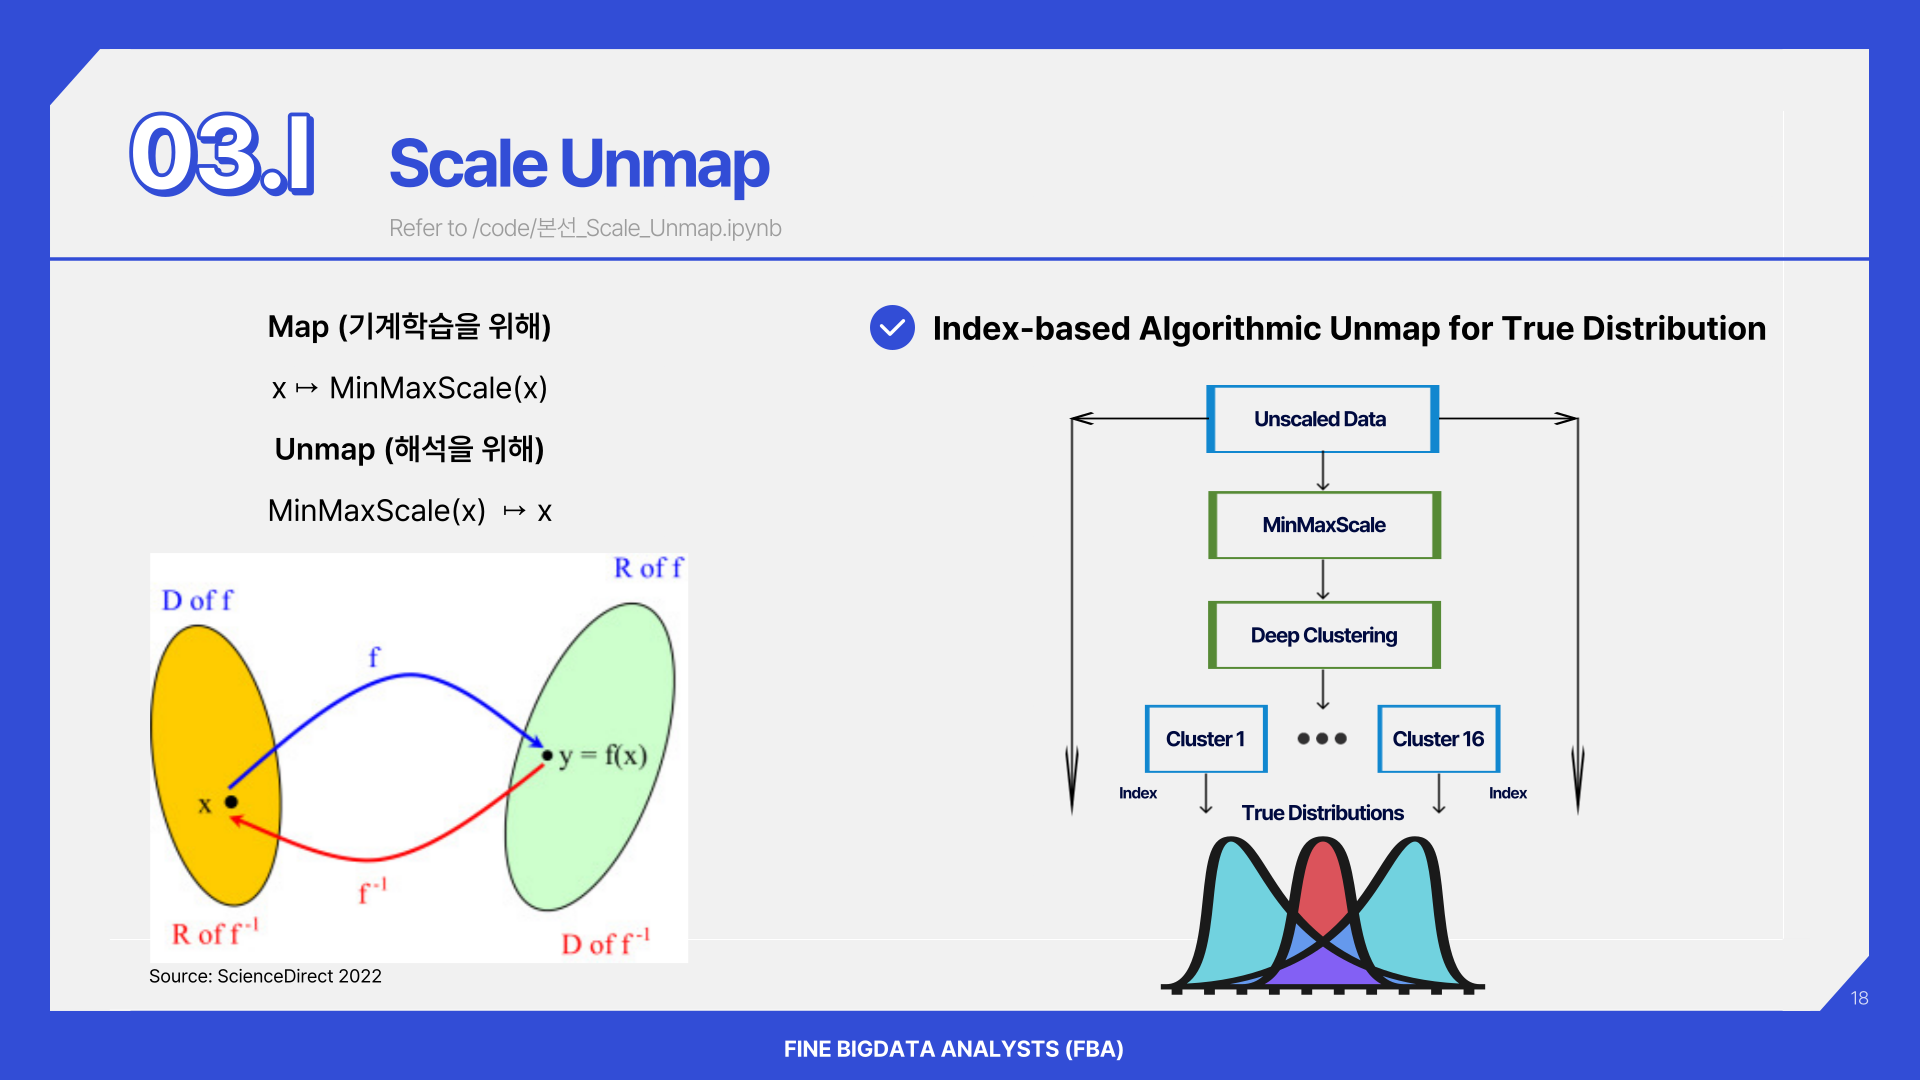 03.I
Scale Unmap
Refer to /code/본선_Scale_Unmap.ipynb
Map (기계학습을 위해)
x ↦ MinMaxScale(x)
Unmap (해석을 위해)
MinMaxScale(x) ↦ x
R of f
D of f
f
y = f(x)
x
f⁻¹
R of f⁻¹
D of f⁻¹
Source: ScienceDirect 2022
Index-based Algorithmic Unmap for True Distribution
Unscaled Data
MinMaxScale
Deep Clustering
Cluster 1
Cluster 16
Index
Index
True Distributions
18
FINE BIGDATA ANALYSTS (FBA)